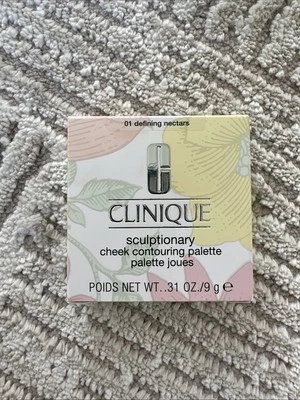 01 defining nectars
CLINIQUE
sculptionary
cheek contouring palette
palette joues
POIDS NET WT. .31 OZ./9 g ℮